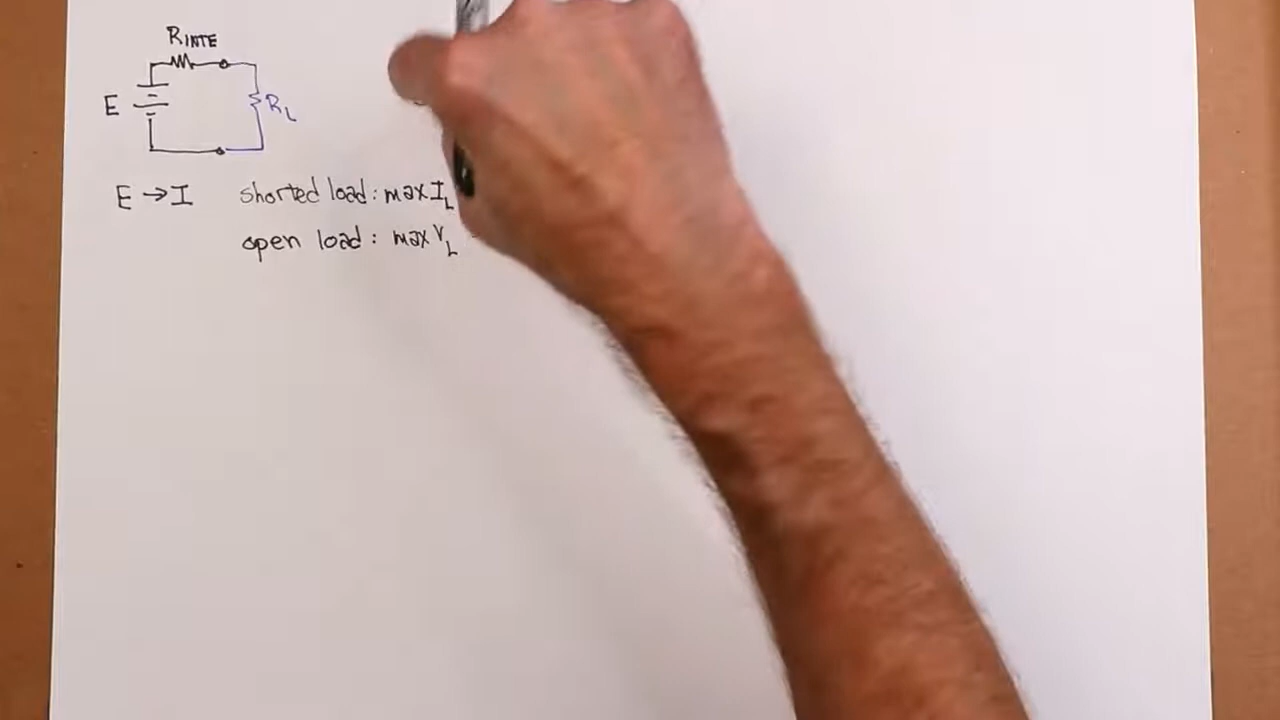 RINTE
E
RL
E → I shorted load: max IL
open load: max VL